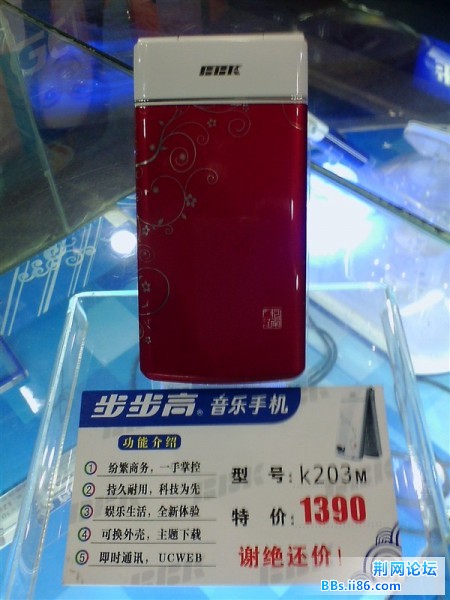 BBK
步步高® 音乐手机
功能介绍
① 纷繁商务，一手掌控
② 持久耐用，科技为先
③ 娱乐生活，全新体验
④ 可换外壳，主题下载
⑤ 即时通讯，UCWEB
型 号:k203M
特 价:1390
谢绝还价！
荆网论坛
BBs.ii86.com